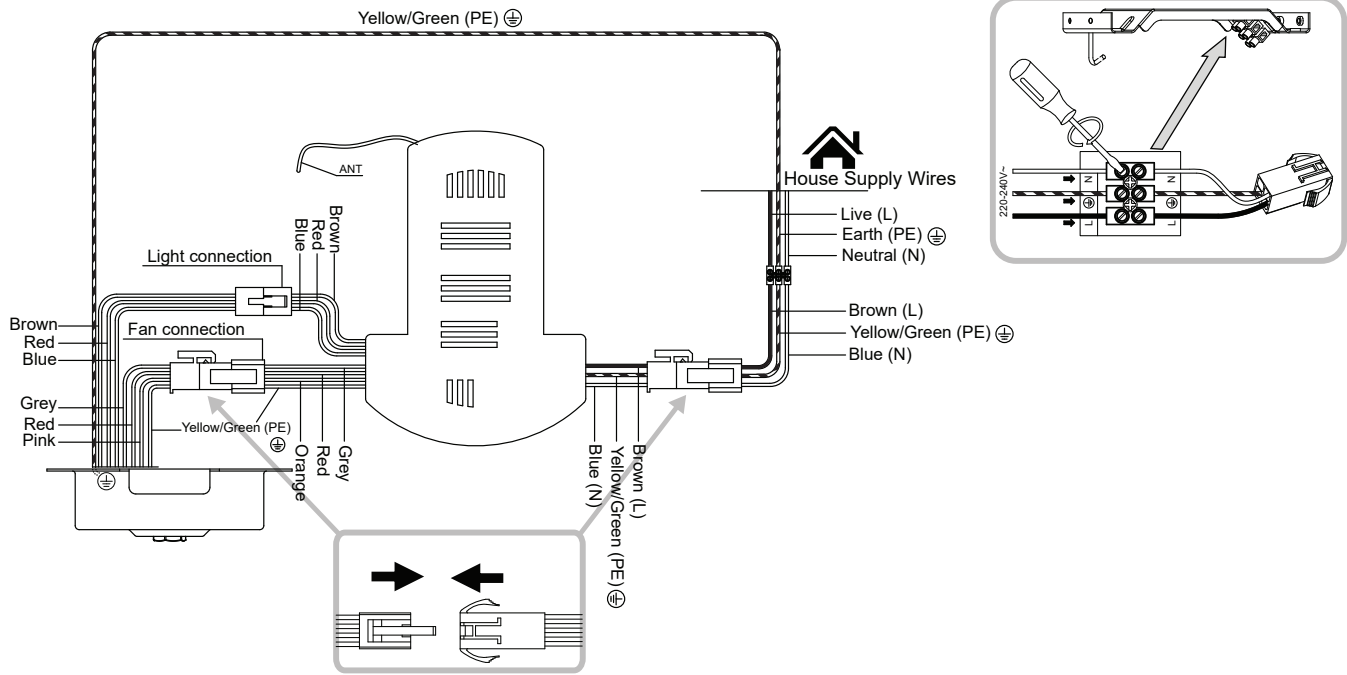 Yellow/Green (PE)
ANT
House Supply Wires
Live (L)
Earth (PE)
Neutral (N)
Brown (L)
Yellow/Green (PE)
Blue (N)
Brown
Red
Blue
Light connection
Fan connection
Brown
Red
Blue
Grey
Red
Pink
Yellow/Green (PE)
Orange
Red
Grey
Blue (N)
Yellow/Green (PE)
Brown (L)
220-240V~
N
L
N
L